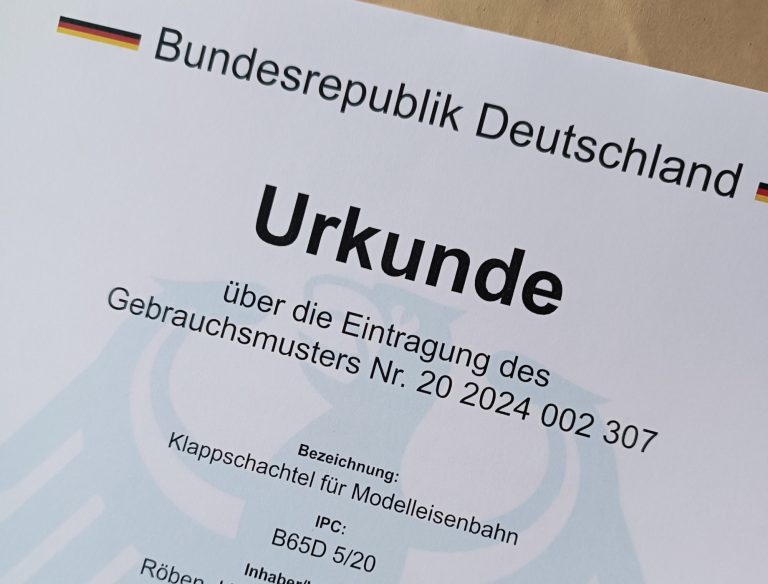 Bundesrepublik Deutschland
Urkunde
über die Eintragung des
Gebrauchsmusters Nr. 20 2024 002 307
Bezeichnung:
Klappschachtel für Modelleisenbahn
IPC:
B65D 5/20
Röben,